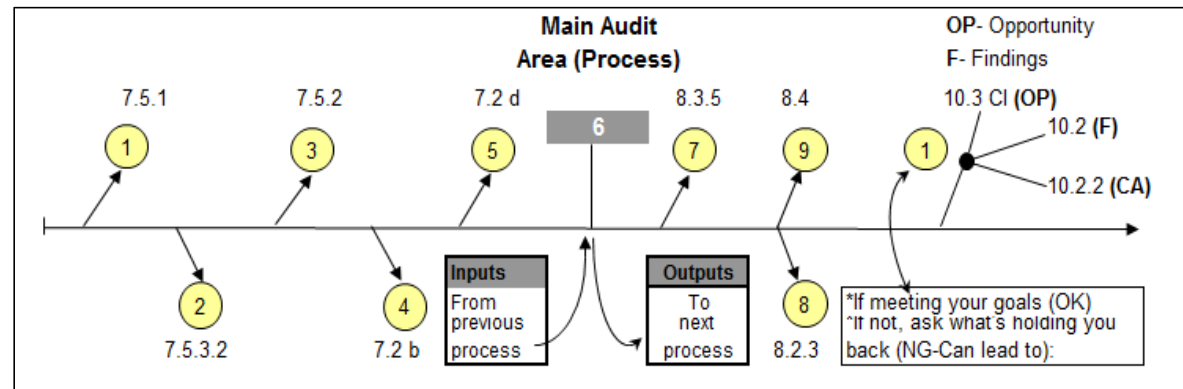 Main Audit
Area (Process)
OP- Opportunity
F- Findings
7.5.1
7.5.2
7.2 d
8.3.5
8.4
10.3 CI (OP)
10.2 (F)
10.2.2 (CA)
1
3
5
6
7
9
1
2
4
8
7.5.3.2
7.2 b
8.2.3
Inputs
From
previous
process
Outputs
To
next
process
*If meeting your goals (OK)
*If not, ask what's holding you
back (NG-Can lead to):